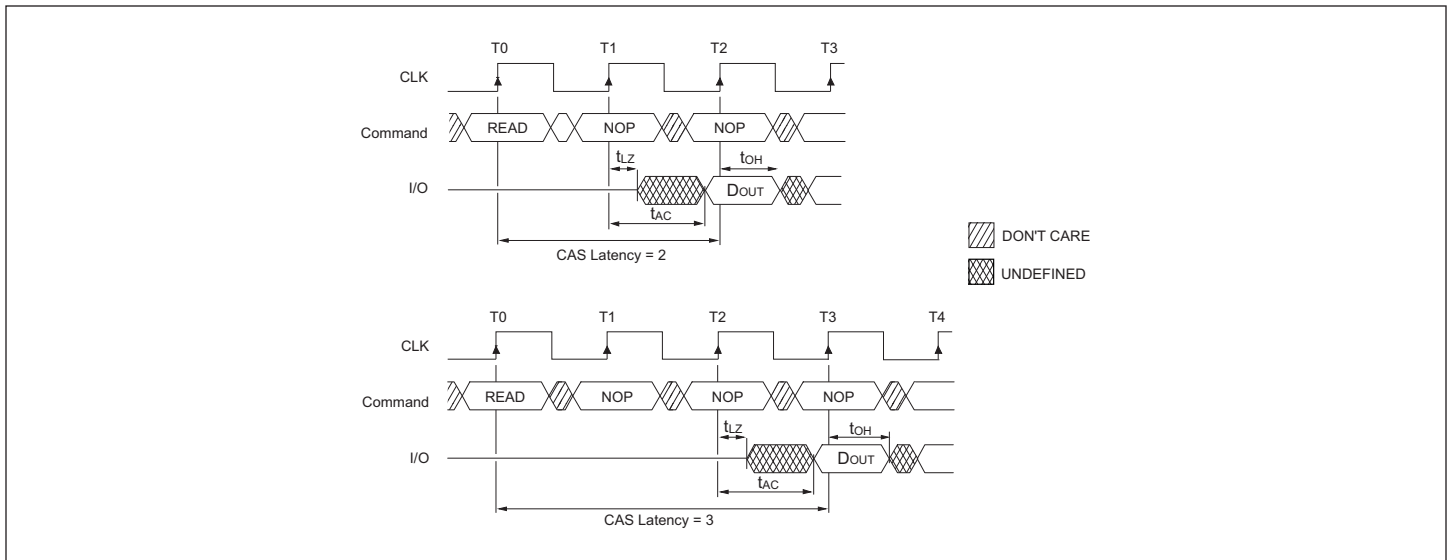 T0 T1 T2 T3
CLK
Command READ NOP NOP
tLZ tOH
I/O DOUT
tAC
CAS Latency = 2
DON'T CARE
UNDEFINED
T0 T1 T2 T3 T4
CLK
Command READ NOP NOP NOP
tLZ tOH
I/O DOUT
tAC
CAS Latency = 3